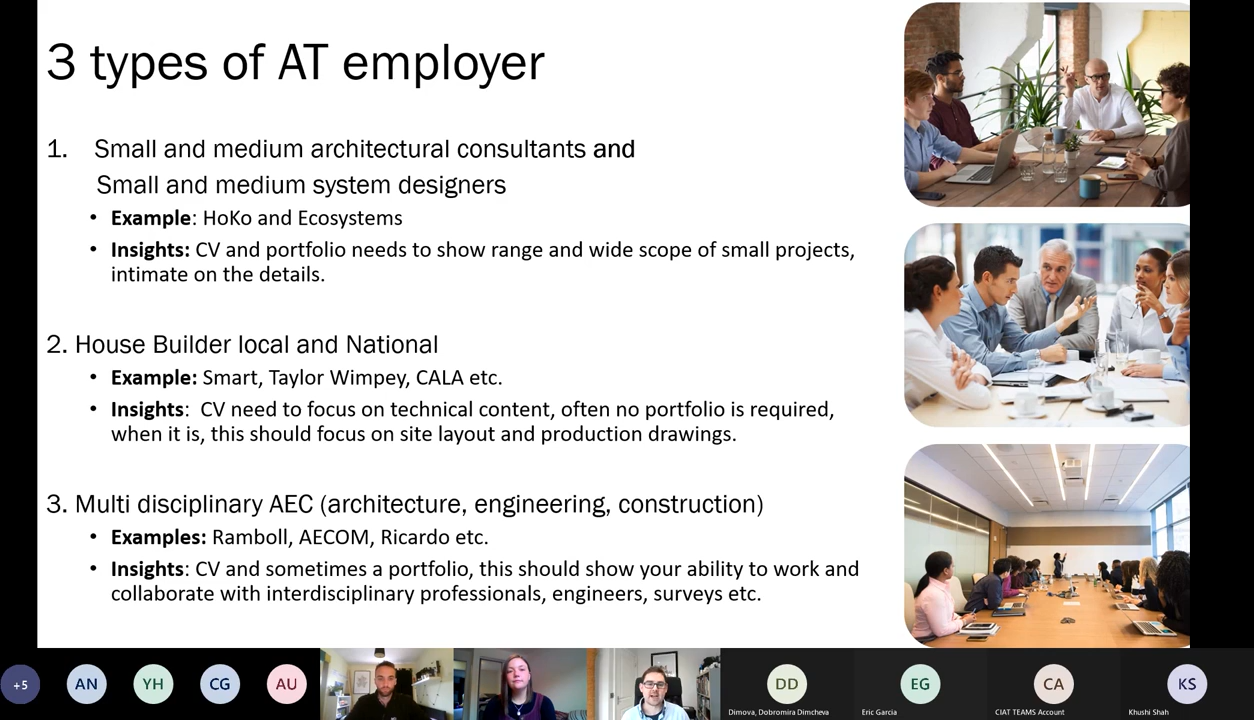 3 types of AT employer
1. Small and medium architectural consultants and
Small and medium system designers
• Example: HoKo and Ecosystems
• Insights: CV and portfolio needs to show range and wide scope of small projects,
intimate on the details.
2. House Builder local and National
• Example: Smart, Taylor Wimpey, CALA etc.
• Insights:  CV need to focus on technical content, often no portfolio is required,
when it is, this should focus on site layout and production drawings.
3. Multi disciplinary AEC (architecture, engineering, construction)
• Examples: Ramboll, AECOM, Ricardo etc.
• Insights: CV and sometimes a portfolio, this should show your ability to work and
collaborate with interdisciplinary professionals, engineers, surveys etc.
+5
AN
YH
CG
AU
DD
EG
CA
KS
Dimova, Dobromira Dimcheva
Eric Garcia
CIAT TEAMS Account
Khushi Shah